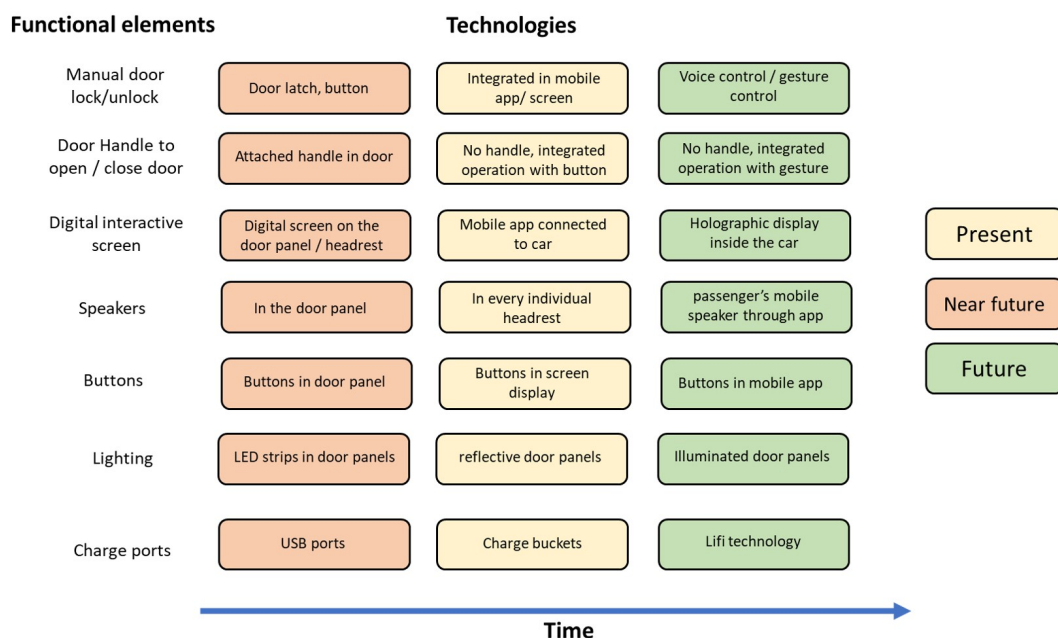 Functional elements
Technologies
Manual door
lock/unlock
Door latch, button
Integrated in mobile
app/ screen
Voice control / gesture
control
Door Handle to
open / close door
Attached handle in door
No handle, integrated
operation with button
No handle, integrated
operation with gesture
Digital interactive
screen
Digital screen on the
door panel / headrest
Mobile app connected
to car
Holographic display
inside the car
Present
Speakers
In the door panel
In every individual
headrest
passenger’s mobile
speaker through app
Near future
Buttons
Buttons in door panel
Buttons in screen
display
Buttons in mobile app
Future
Lighting
LED strips in door panels
reflective door panels
Illuminated door panels
Charge ports
USB ports
Charge buckets
Lifi technology
Time